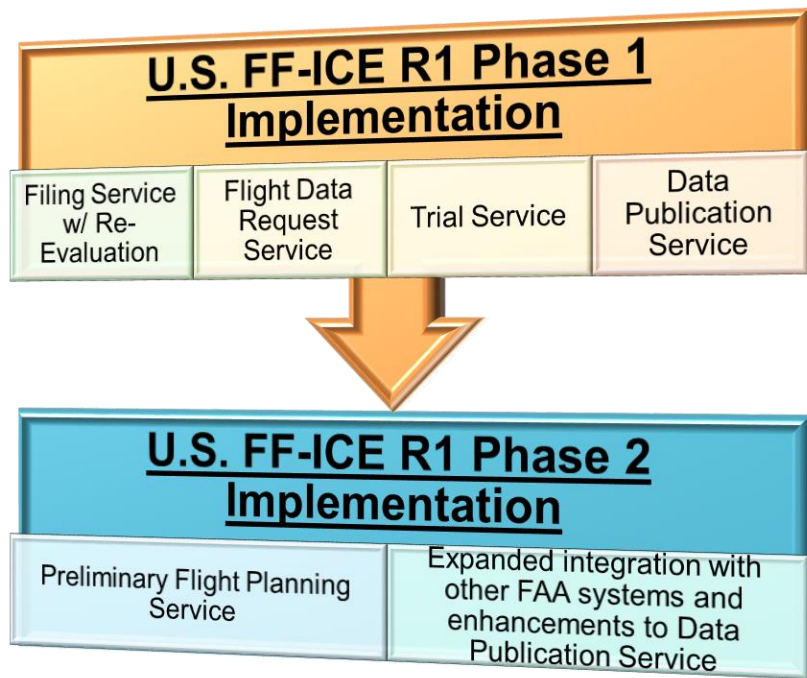 U.S. FF-ICE R1 Phase 1
Implementation
Filing Service
w/ Re-
Evaluation
Flight Data
Request
Service
Trial Service
Data
Publication
Service
U.S. FF-ICE R1 Phase 2
Implementation
Preliminary Flight Planning
Service
Expanded integration with
other FAA systems and
enhancements to Data
Publication Service